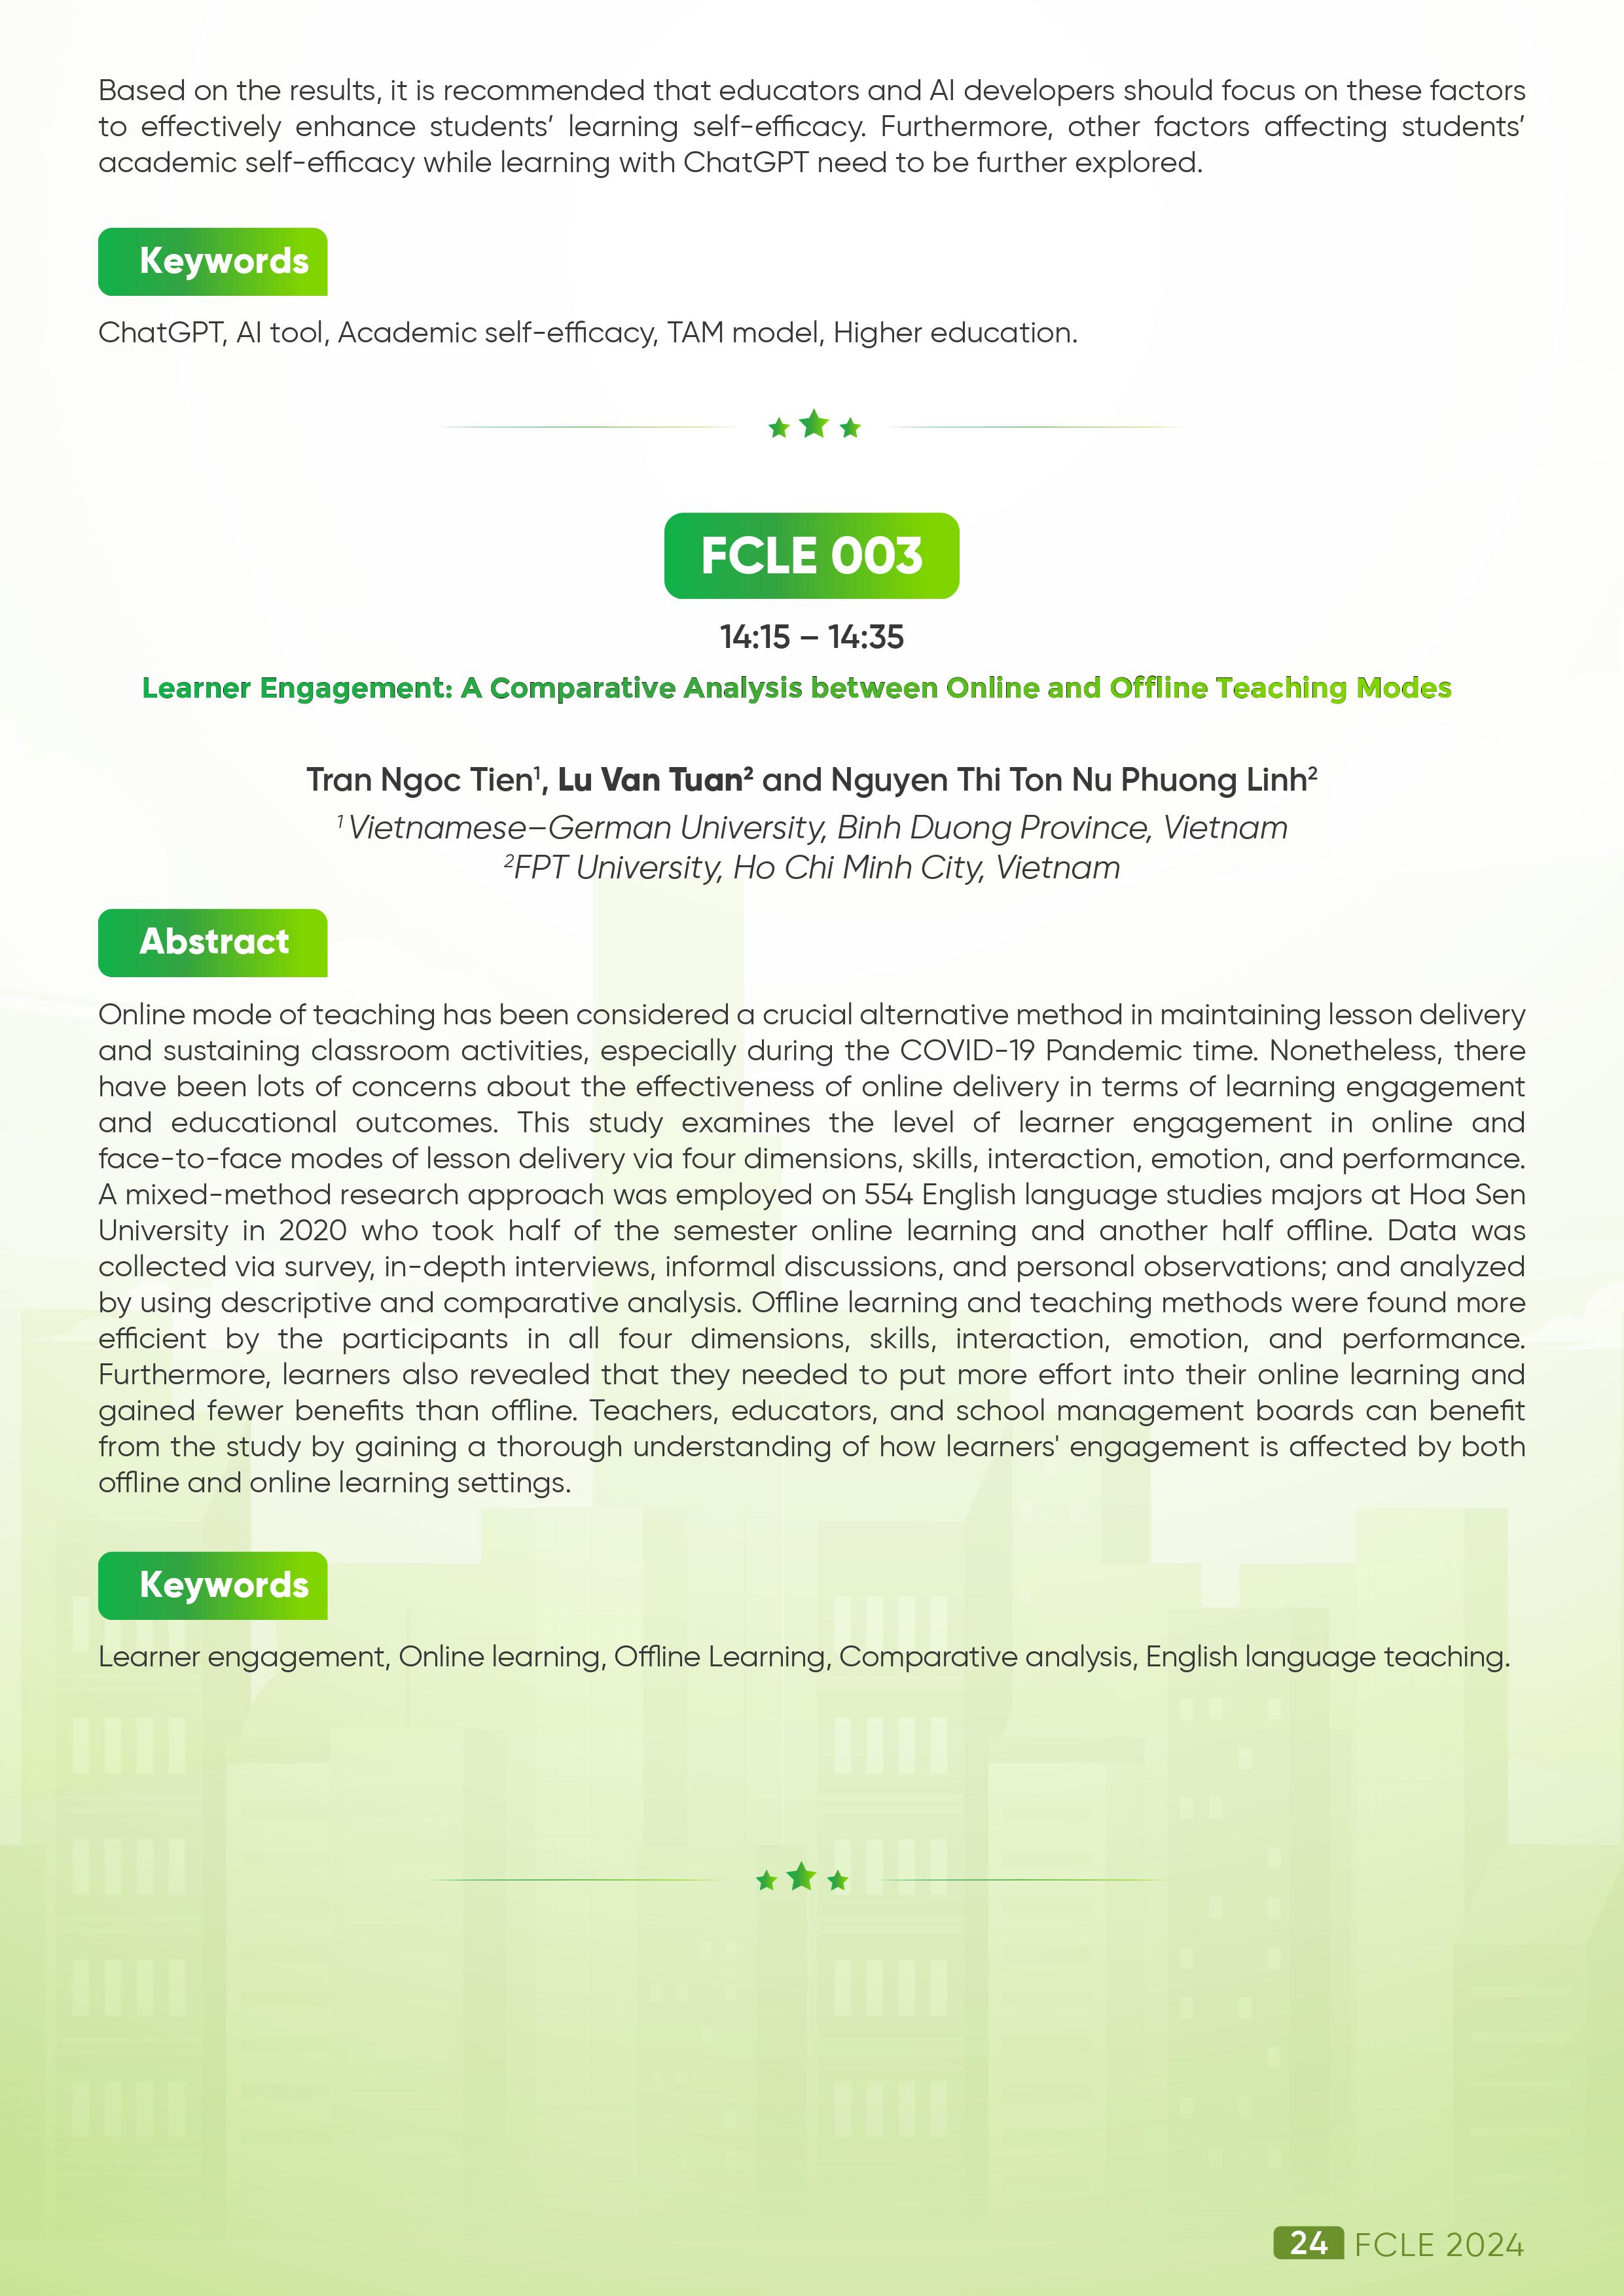 Based on the results, it is recommended that educators and AI developers should focus on these factors
to effectively enhance students’ learning self-efficacy. Furthermore, other factors affecting students’
academic self-efficacy while learning with ChatGPT need to be further explored.
Keywords
ChatGPT, AI tool, Academic self-efficacy, TAM model, Higher education.
FCLE 003
14:15 – 14:35
Learner Engagement: A Comparative Analysis between Online and Offline Teaching Modes
Tran Ngoc Tien¹, Lu Van Tuan² and Nguyen Thi Ton Nu Phuong Linh²
¹ Vietnamese–German University, Binh Duong Province, Vietnam
²FPT University, Ho Chi Minh City, Vietnam
Abstract
Online mode of teaching has been considered a crucial alternative method in maintaining lesson delivery
and sustaining classroom activities, especially during the COVID-19 Pandemic time. Nonetheless, there
have been lots of concerns about the effectiveness of online delivery in terms of learning engagement
and educational outcomes. This study examines the level of learner engagement in online and
face-to-face modes of lesson delivery via four dimensions, skills, interaction, emotion, and performance.
A mixed-method research approach was employed on 554 English language studies majors at Hoa Sen
University in 2020 who took half of the semester online learning and another half offline. Data was
collected via survey, in-depth interviews, informal discussions, and personal observations; and analyzed
by using descriptive and comparative analysis. Offline learning and teaching methods were found more
efficient by the participants in all four dimensions, skills, interaction, emotion, and performance.
Furthermore, learners also revealed that they needed to put more effort into their online learning and
gained fewer benefits than offline. Teachers, educators, and school management boards can benefit
from the study by gaining a thorough understanding of how learners' engagement is affected by both
offline and online learning settings.
Keywords
Learner engagement, Online learning, Offline Learning, Comparative analysis, English language teaching.
24 FCLE 2024